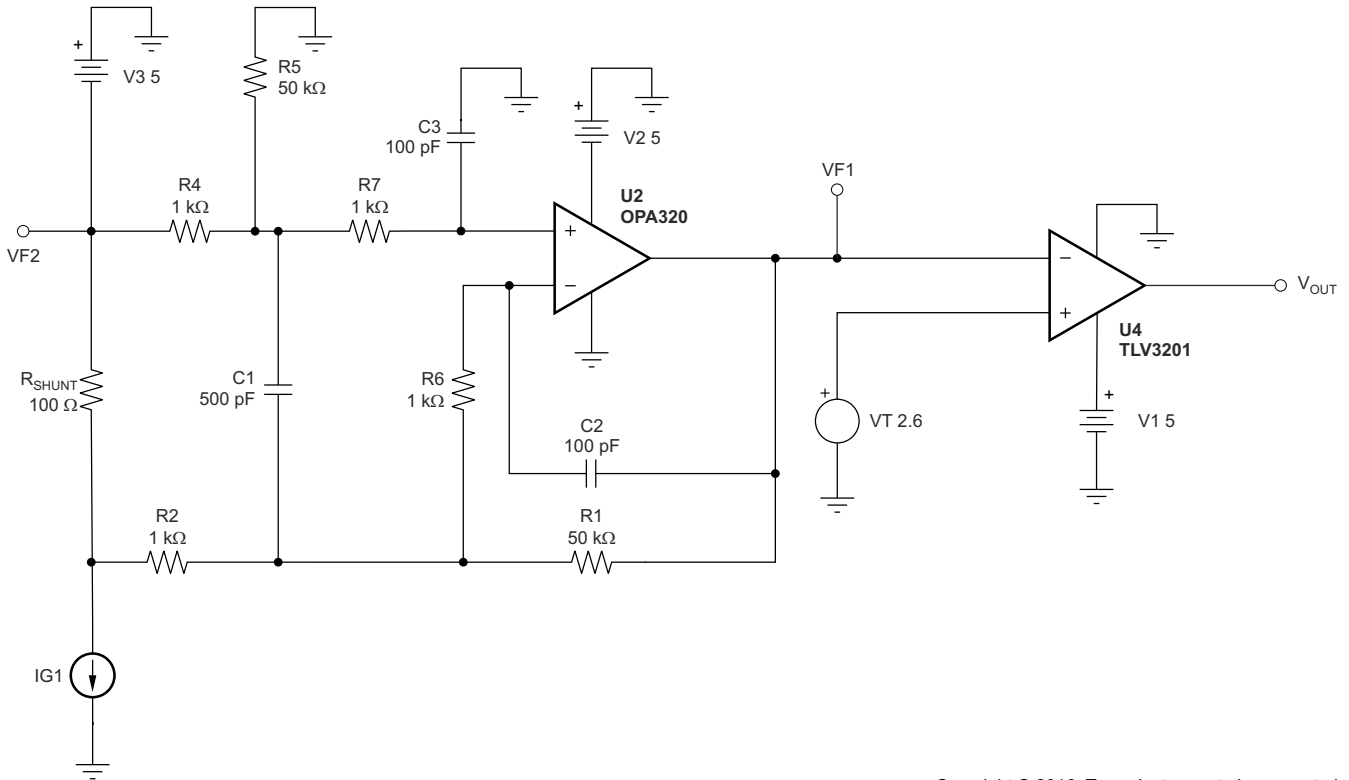 +
V3 5
R5
50 kΩ
C3
100 pF
+
V2 5
R4
1 kΩ
R7
1 kΩ
U2
OPA320
VF1
VF2
+
−
−
+
VOUT
U4
TLV3201
RSHUNT
100 Ω
C1
500 pF
R6
1 kΩ
C2
100 pF
+
VT 2.6
+
V1 5
R2
1 kΩ
R1
50 kΩ
IG1